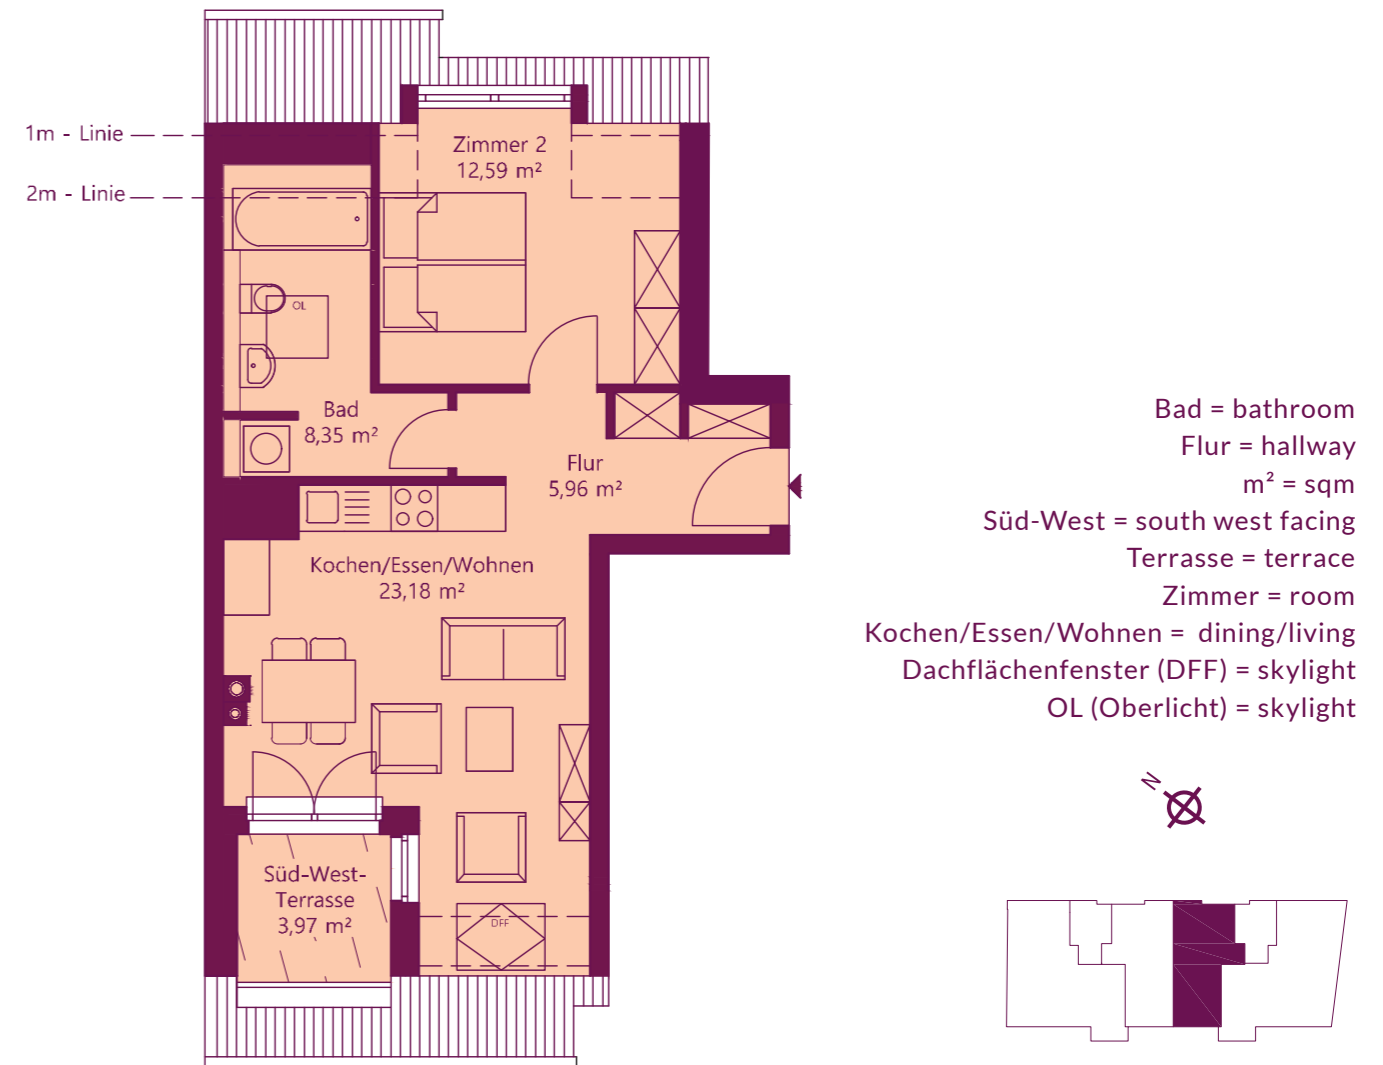 1m - Linie
2m - Linie
Zimmer 2
12,59 m²
OL
Bad
8,35 m²
Flur
5,96 m²
Kochen/Essen/Wohnen
23,18 m²
Süd-West-
Terrasse
3,97 m²
DFF
Bad = bathroom
Flur = hallway
m² = sqm
Süd-West = south west facing
Terrasse = terrace
Zimmer = room
Kochen/Essen/Wohnen = dining/living
Dachflächenfenster (DFF) = skylight
OL (Oberlicht) = skylight
N